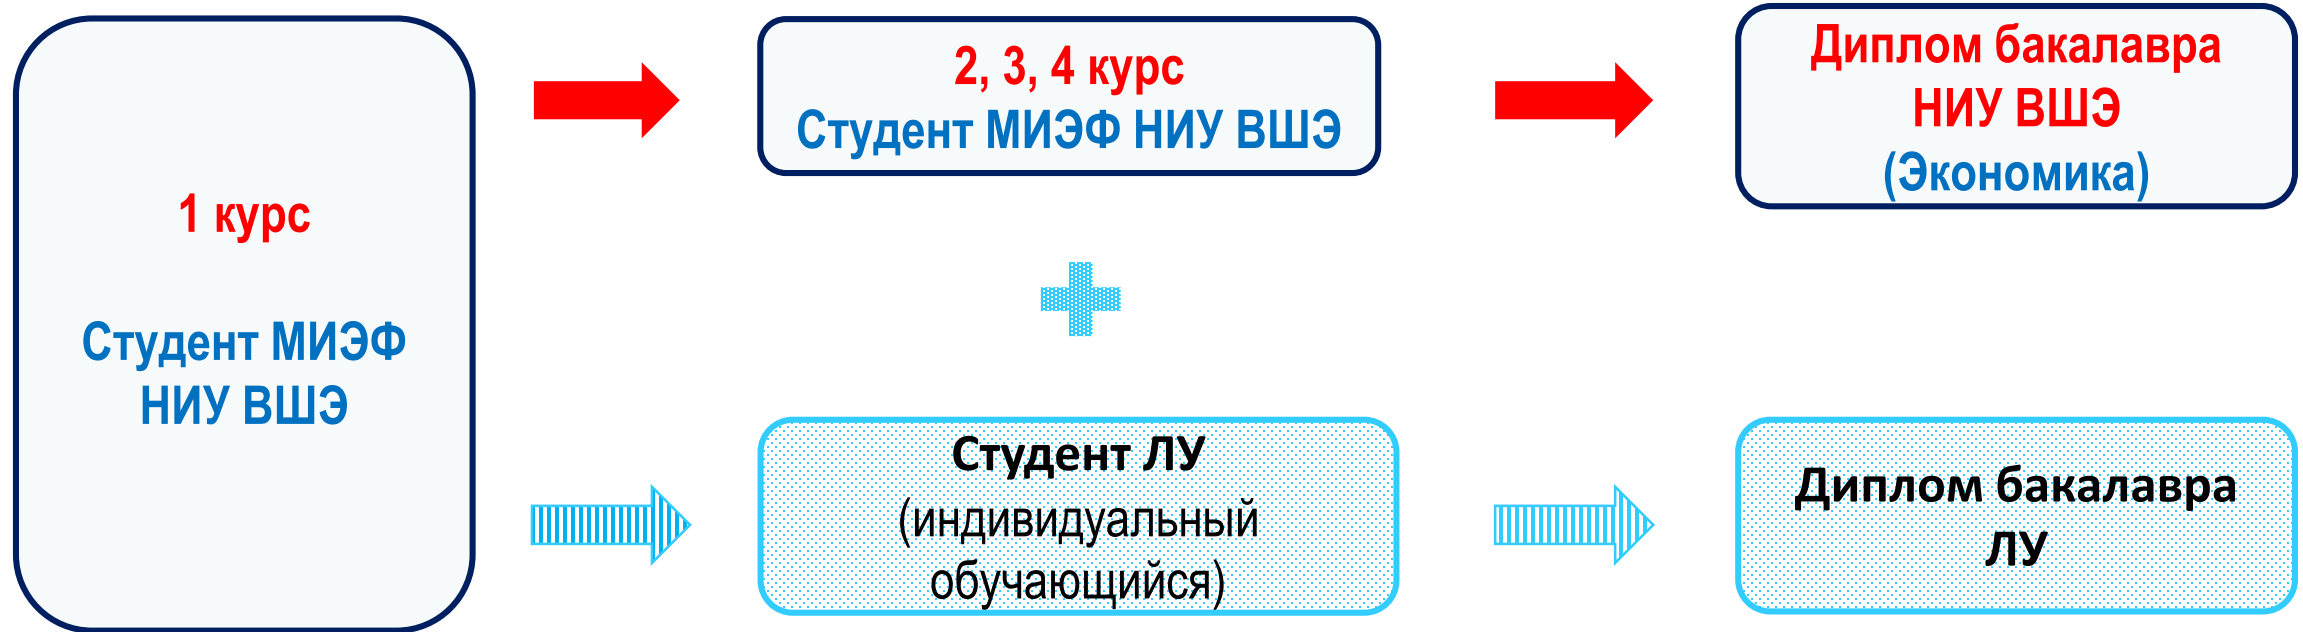 1 курс
Студент МИЭФ
НИУ ВШЭ
2, 3, 4 курс
Студент МИЭФ НИУ ВШЭ
Диплом бакалавра
НИУ ВШЭ
(Экономика)
Студент ЛУ
(индивидуальный
обучающийся)
Диплом бакалавра
ЛУ